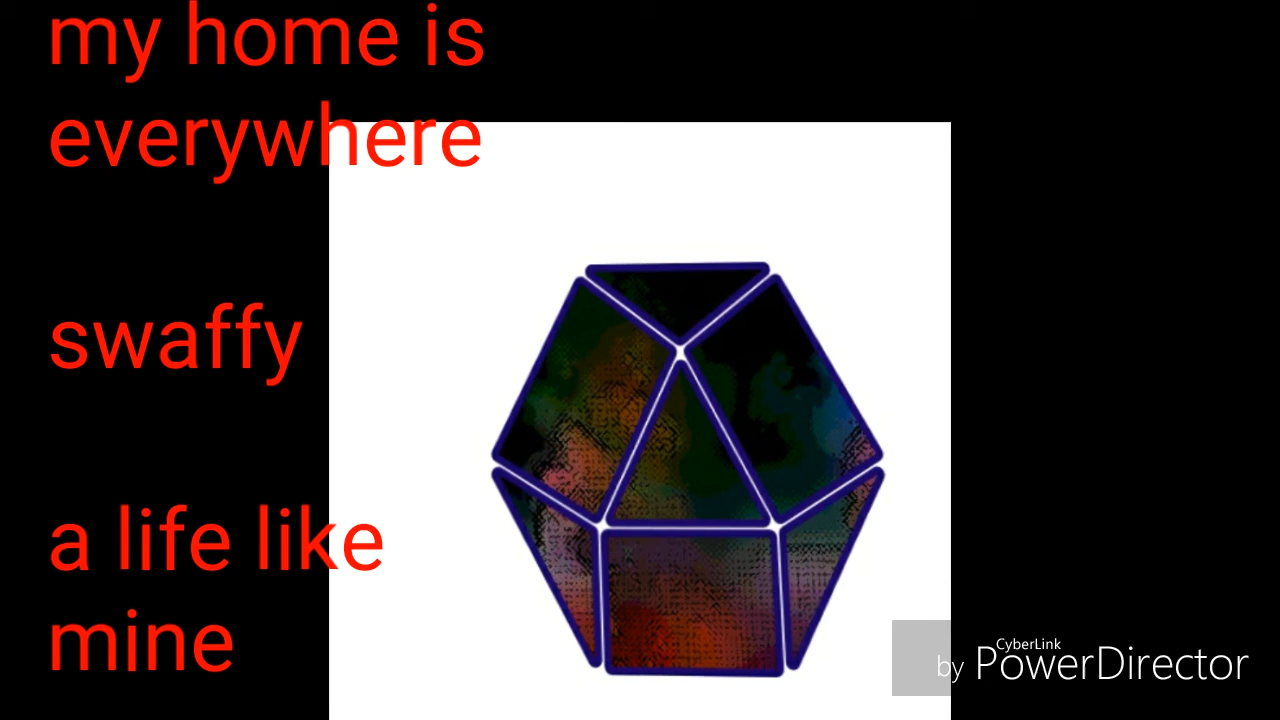 my home is
everywhere
swaffy
a life like
mine
CyberLink
by PowerDirector